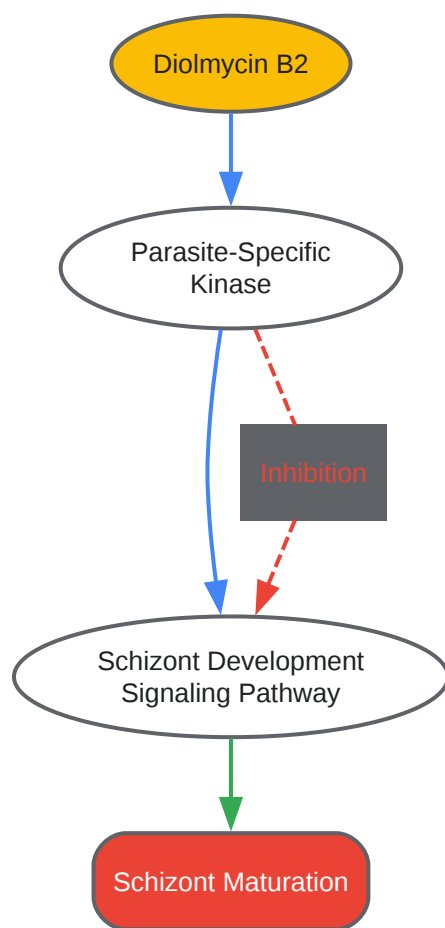 Diolmycin B2
Parasite-Specific
Kinase
Inhibition
Schizont Development
Signaling Pathway
Schizont Maturation